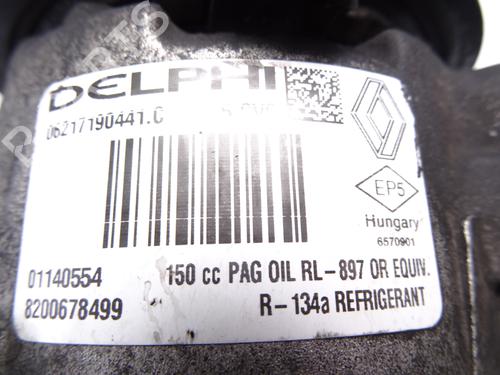 DELPHI
06217190441.C
EP5
Hungary
6570901
01140554 150 cc PAG OIL RL-897 OR EQUIV.
8200678499 R-134a REFRIGERANT